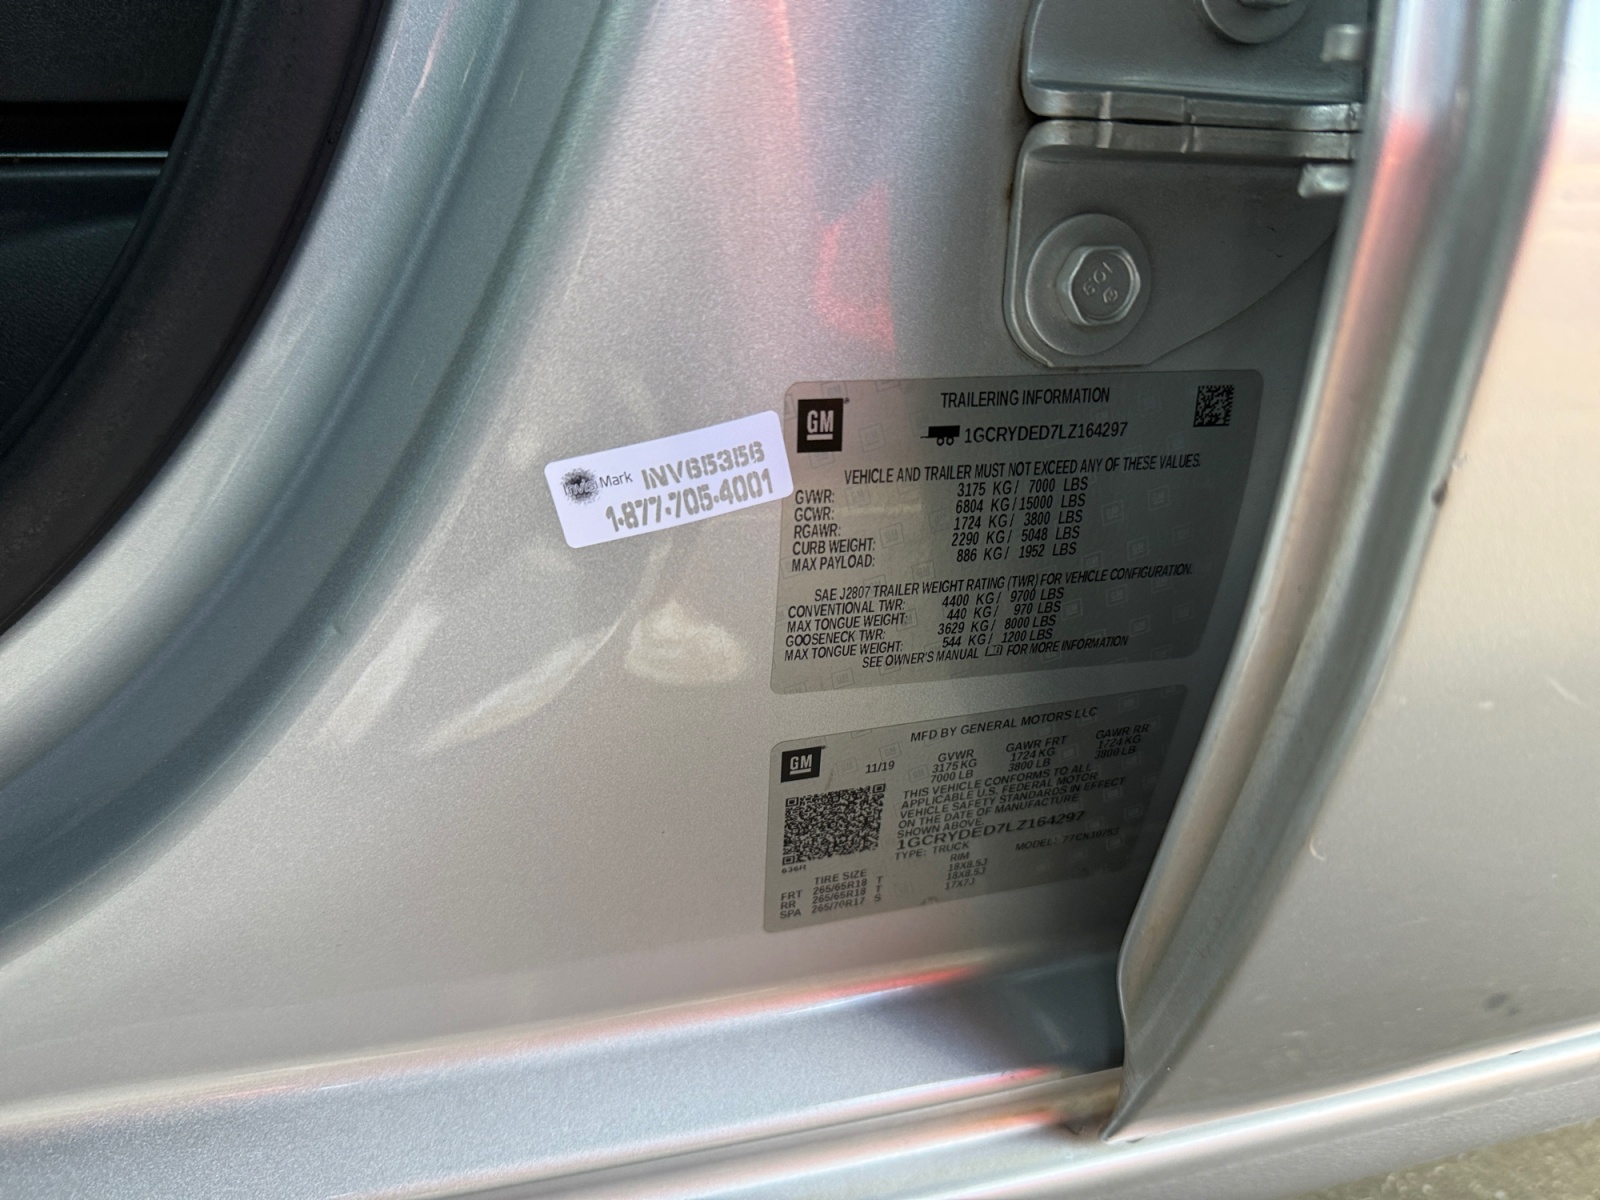 109
GM
TRAILERING INFORMATION
1GCRYDED7LZ164297
VEHICLE AND TRAILER MUST NOT EXCEED ANY OF THESE VALUES.
GVWR: 3175 KG/ 7000 LBS
GCWR: 6804 KG/15000 LBS
RGAWR: 1724 KG/ 3800 LBS
CURB WEIGHT: 2290 KG/ 5048 LBS
MAX PAYLOAD: 886 KG/ 1952 LBS
SAE J2807 TRAILER WEIGHT RATING (TWR) FOR VEHICLE CONFIGURATION.
CONVENTIONAL TWR: 4400 KG/ 9700 LBS
MAX TONGUE WEIGHT: 440 KG/ 970 LBS
GOOSENECK TWR: 3629 KG/ 8000 LBS
MAX TONGUE WEIGHT: 544 KG/ 1200 LBS
SEE OWNER'S MANUAL FOR MORE INFORMATION
Mark INV65356
1-877-705-4001
GM
MFD BY GENERAL MOTORS LLC
11/19
GVWR GAWR FRT GAWR RR
3175 KG 1724 KG 1724 KG
7000 LB 3800 LB 3800 LB
THIS VEHICLE CONFORMS TO ALL
APPLICABLE U.S. FEDERAL MOTOR
VEHICLE SAFETY STANDARDS IN EFFECT
ON THE DATE OF MANUFACTURE
SHOWN ABOVE.
1GCRYDED7LZ164297
TYPE: TRUCK MODEL:
TIRE SIZE RIM
FRT 265/65R18 T 18X8.5J
RR 265/65R18 T 18X8.5J
SPA 265/70R17 S 17X7J